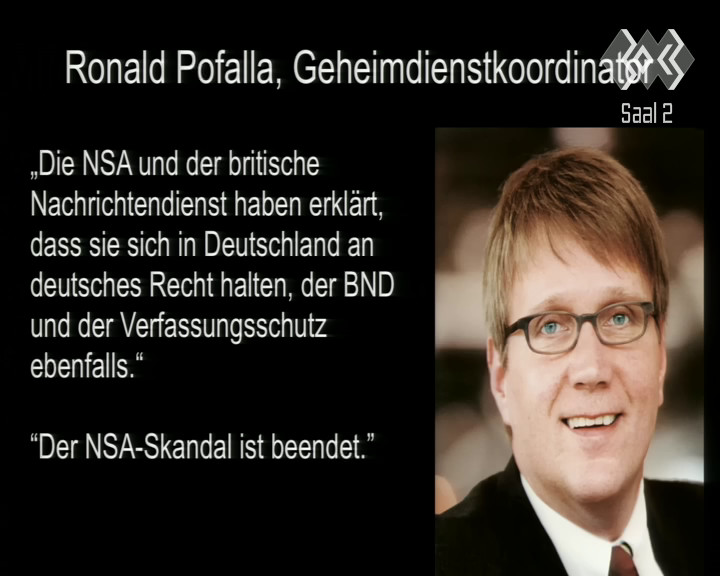 Ronald Pofalla, Geheimdienstkoordinator
Saal 2
„Die NSA und der britische
Nachrichtendienst haben erklärt,
dass sie sich in Deutschland an
deutsches Recht halten, der BND
und der Verfassungsschutz
ebenfalls.“
“Der NSA-Skandal ist beendet.”